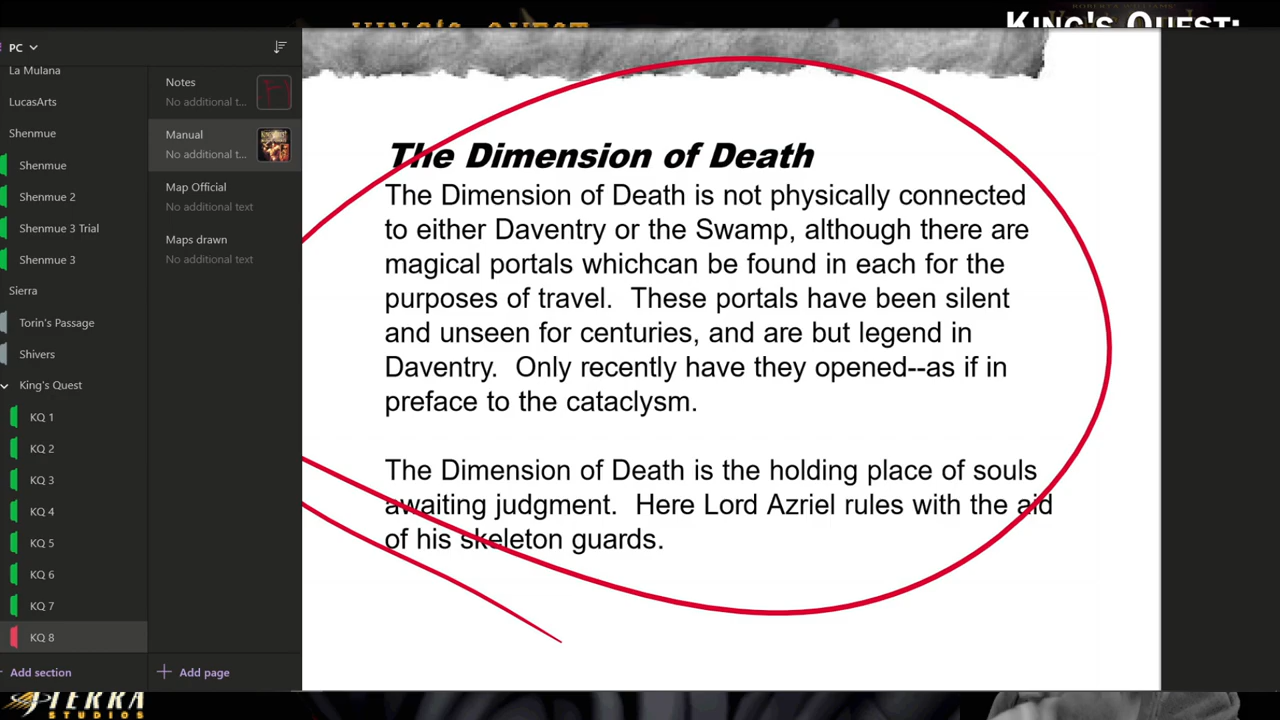 KING'S QUEST
KING'S QUEST:
PC
La Mulana
LucasArts
Shenmue
Shenmue
Shenmue 2
Shenmue 3 Trial
Shenmue 3
Sierra
Torin's Passage
Shivers
King's Quest
KQ 1
KQ 2
KQ 3
KQ 4
KQ 5
KQ 6
KQ 7
KQ 8
Add section
Notes
No additional t...
Manual
No additional t...
Map Official
No additional text
Maps drawn
No additional text
Add page
The Dimension of Death
The Dimension of Death is not physically connected
to either Daventry or the Swamp, although there are
magical portals whichcan be found in each for the
purposes of travel.  These portals have been silent
and unseen for centuries, and are but legend in
Daventry.  Only recently have they opened--as if in
preface to the cataclysm.
The Dimension of Death is the holding place of souls
awaiting judgment.  Here Lord Azriel rules with the aid
of his skeleton guards.
SIERRA
STUDIOS